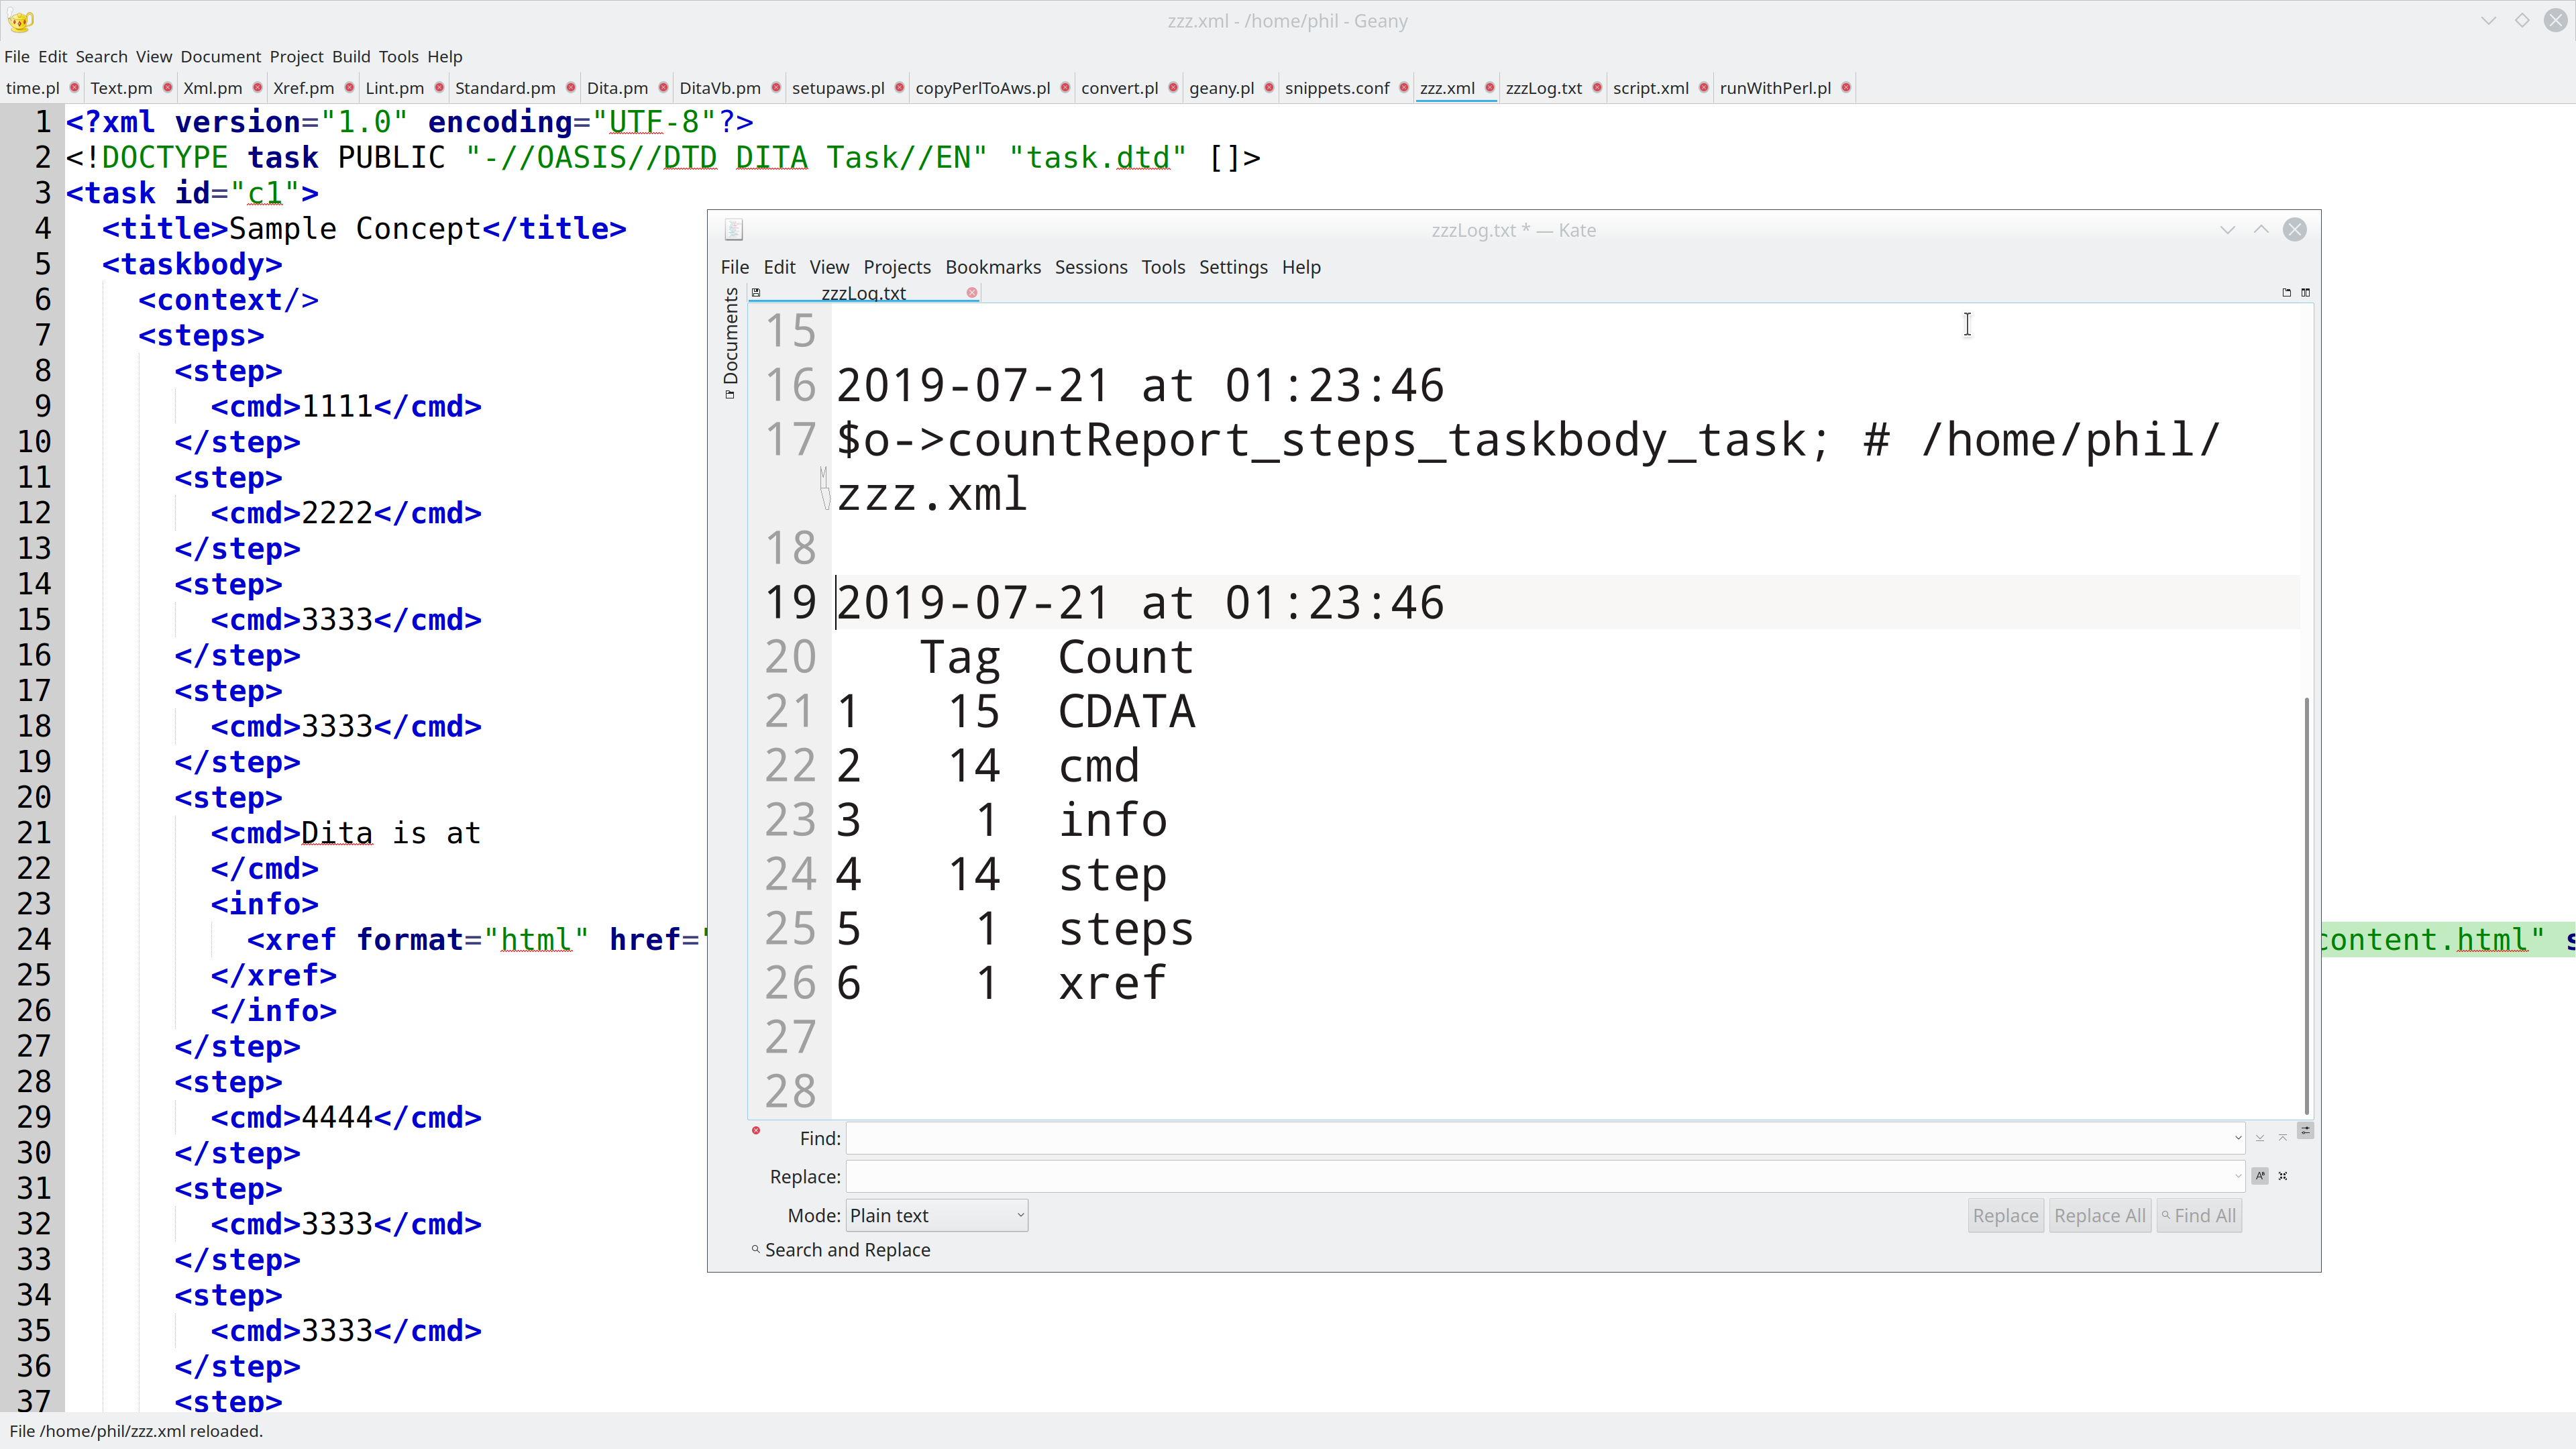 zzz.xml - /home/phil - Geany
File Edit Search View Document Project Build Tools Help
time.pl Text.pm Xml.pm Xref.pm Lint.pm Standard.pm Dita.pm DitaVb.pm setupaws.pl copyPerlToAws.pl convert.pl geany.pl snippets.conf zzz.xml zzzLog.txt script.xml runWithPerl.pl
1 <?xml version="1.0" encoding="UTF-8"?>
2 <!DOCTYPE task PUBLIC "-//OASIS//DTD DITA Task//EN" "task.dtd" []>
3 <task id="c1">
4 <title>Sample Concept</title>
5 <taskbody>
6 <context/>
7 <steps>
8 <step>
9 <cmd>1111</cmd>
10 </step>
11 <step>
12 <cmd>2222</cmd>
13 </step>
14 <step>
15 <cmd>3333</cmd>
16 </step>
17 <step>
18 <cmd>3333</cmd>
19 </step>
20 <step>
21 <cmd>Dita is at
22 </cmd>
23 <info>
24 <xref format="html" href=" content.html" s
25 </xref>
26 </info>
27 </step>
28 <step>
29 <cmd>4444</cmd>
30 </step>
31 <step>
32 <cmd>3333</cmd>
33 </step>
34 <step>
35 <cmd>3333</cmd>
36 </step>
37 <step>
File /home/phil/zzz.xml reloaded.
zzzLog.txt * — Kate
File Edit View Projects Bookmarks Sessions Tools Settings Help
Documents
zzzLog.txt
15
16 2019-07-21 at 01:23:46
17 $o->countReport_steps_taskbody_task; # /home/phil/
zzz.xml
18
19 2019-07-21 at 01:23:46
20 Tag Count
21 1 15 CDATA
22 2 14 cmd
23 3 1 info
24 4 14 step
25 5 1 steps
26 6 1 xref
27
28
Find:
Replace:
Mode: Plain text Replace Replace All Find All
Search and Replace